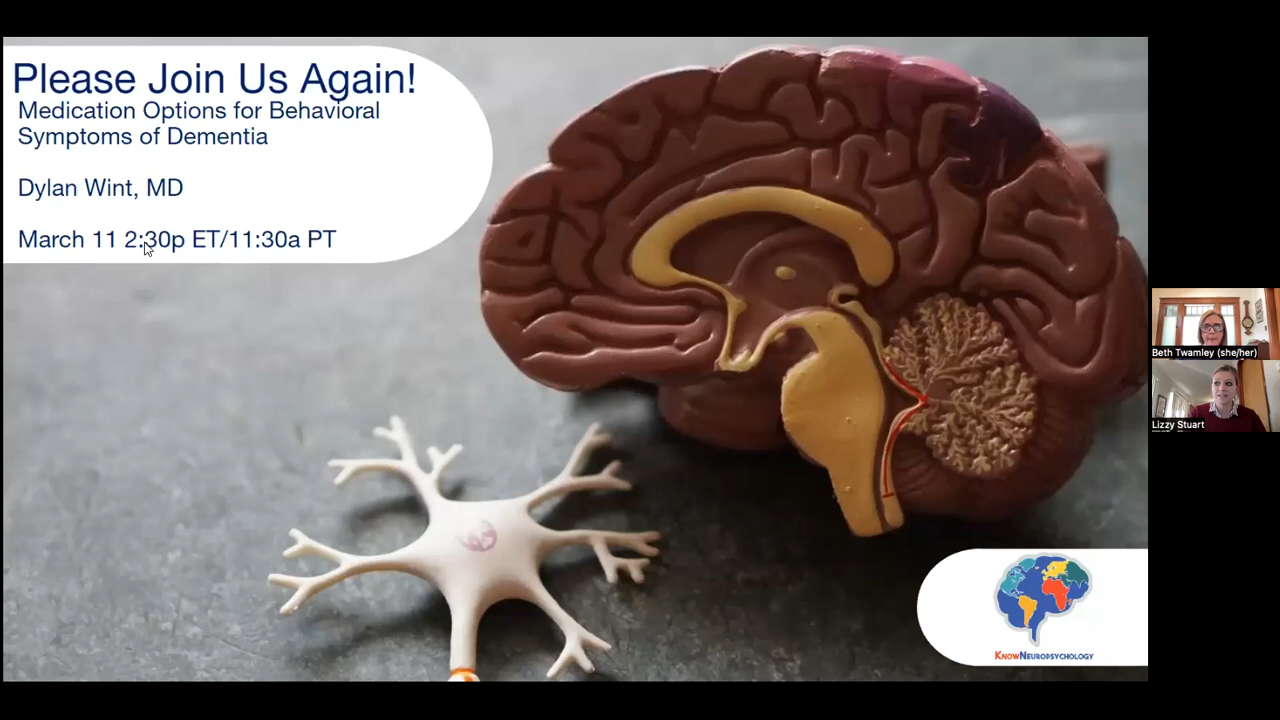 Please Join Us Again!
Medication Options for Behavioral
Symptoms of Dementia
Dylan Wint, MD
March 11 2:30p ET/11:30a PT
Beth Twamley (she/her)
Lizzy Stuart
KNOWNEUROPSYCHOLOGY